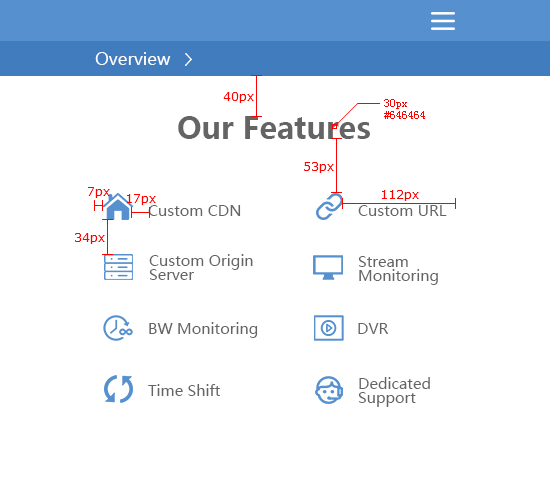 Overview
40px
30px
#646464
Our Features
53px
7px
17px
112px
Custom CDN
Custom URL
34px
Custom Origin
Server
Stream
Monitoring
BW Monitoring
DVR
Time Shift
Dedicated
Support